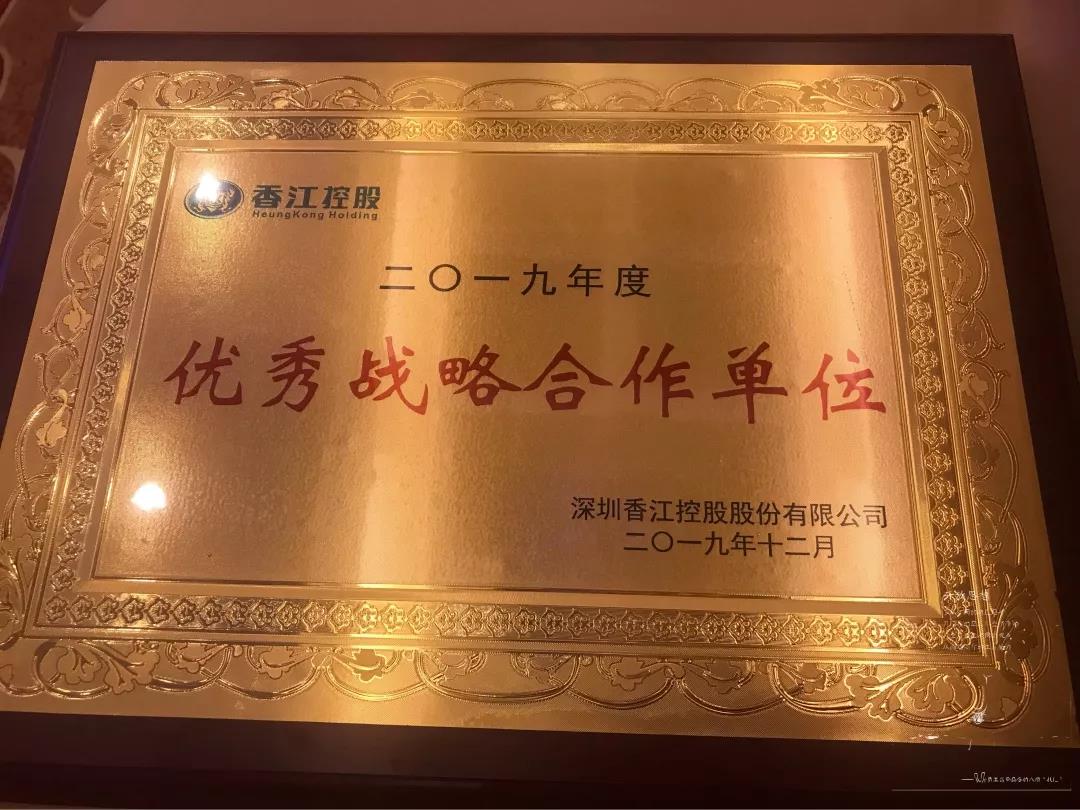 香江控股
HeungKong Holding
二〇一九年度
优秀战略合作单位
深圳香江控股股份有限公司
二〇一九年十二月